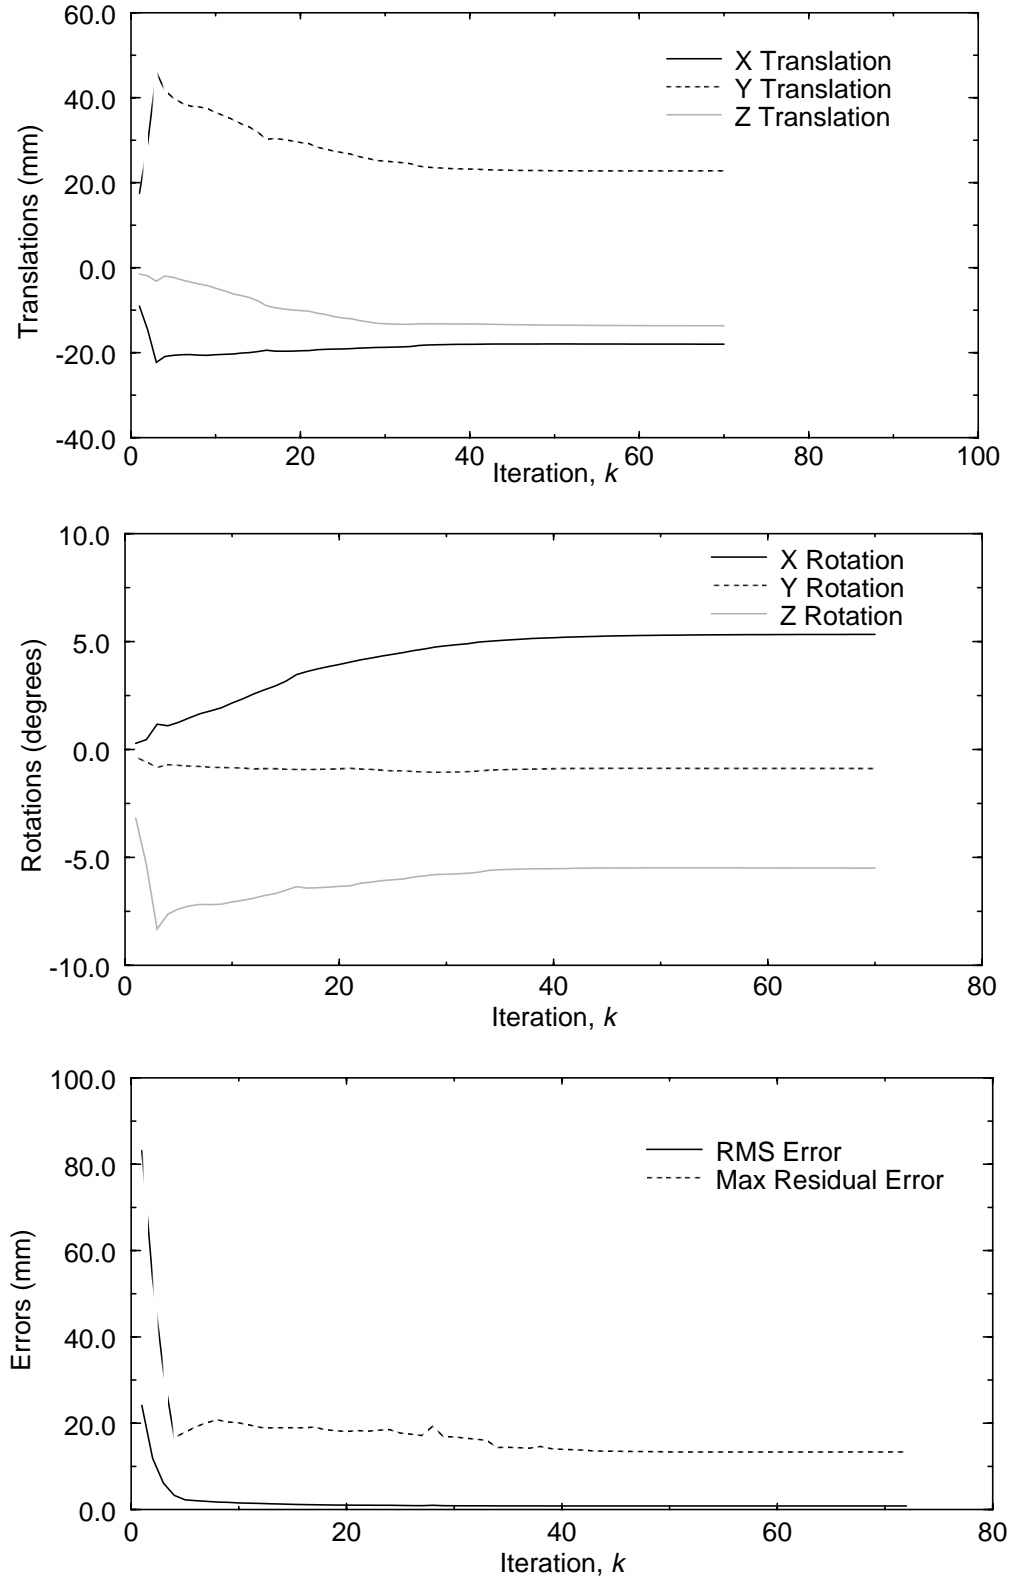 60.0
40.0
20.0
0.0
-20.0
-40.0
Translations (mm)
X Translation
Y Translation
Z Translation
0 20 40 60 80 100
Iteration, k
10.0
5.0
0.0
-5.0
-10.0
Rotations (degrees)
X Rotation
Y Rotation
Z Rotation
0 20 40 60 80
Iteration, k
100.0
80.0
60.0
40.0
20.0
0.0
Errors (mm)
RMS Error
Max Residual Error
0 20 40 60 80
Iteration, k